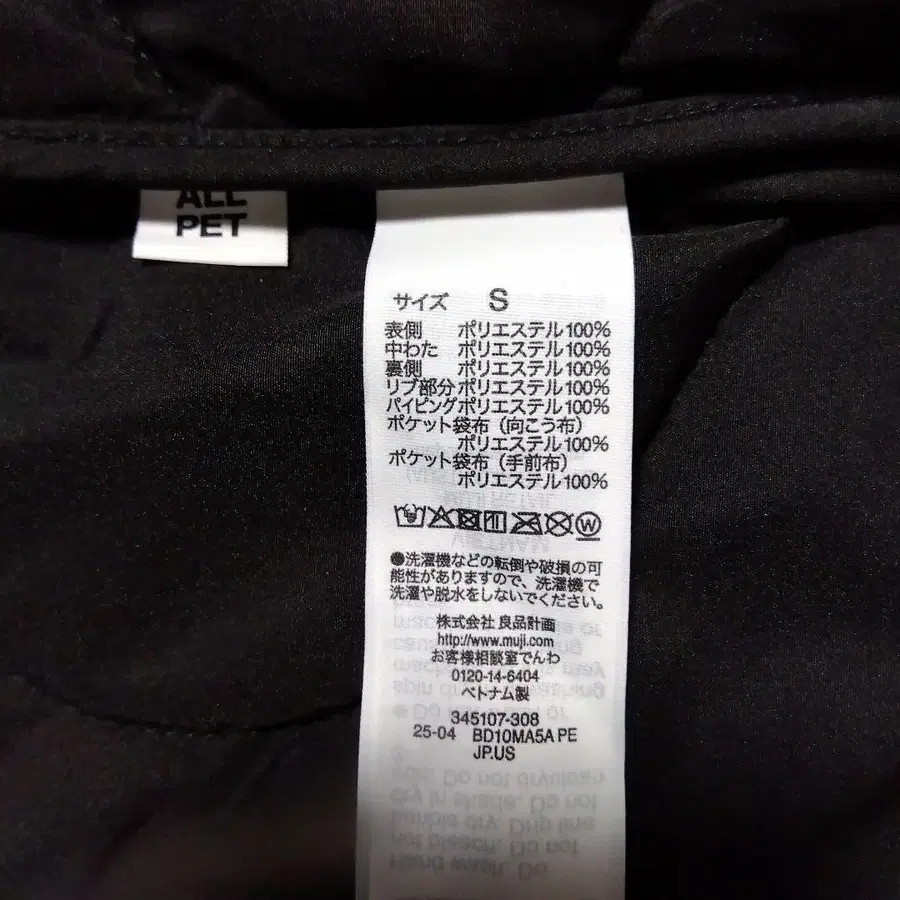 ALL
PET
サイズ S
表側 ポリエステル100%
中わた ポリエステル100%
裏側 ポリエステル100%
リブ部分ポリエステル100%
パイピングポリエステル100%
ポケット袋布(向こう布)
ポリエステル100%
ポケット袋布(手前布)
ポリエステル100%
W
●洗濯機などの転倒や破損の可
能性がありますので、洗濯機で
洗濯や脱水をしないでください。
株式会社 良品計画
http://www.muji.com
お客様相談室でんわ
0120-14-6404
ベトナム製
345107-308
25-04 BD10MA5A PE
JP.US